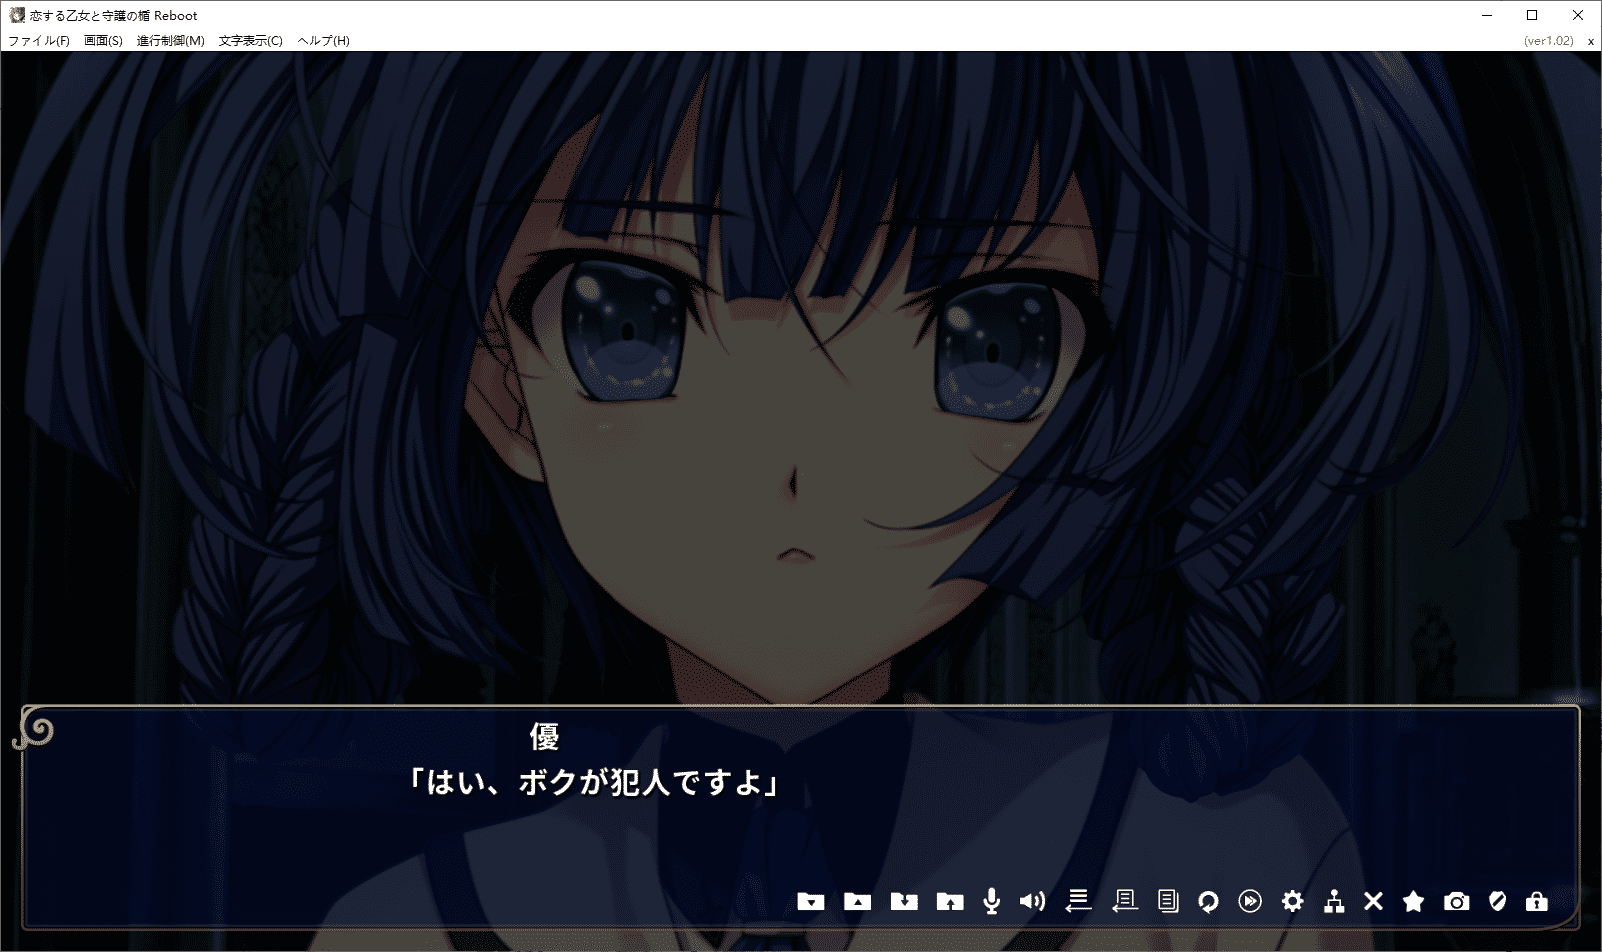 恋する乙女と守護の楯 Reboot
ファイル(F) 画面(S) 進行制御(M) 文字表示(C) ヘルプ(H) (ver1.02) x
優
「はい、ボクが犯人ですよ」